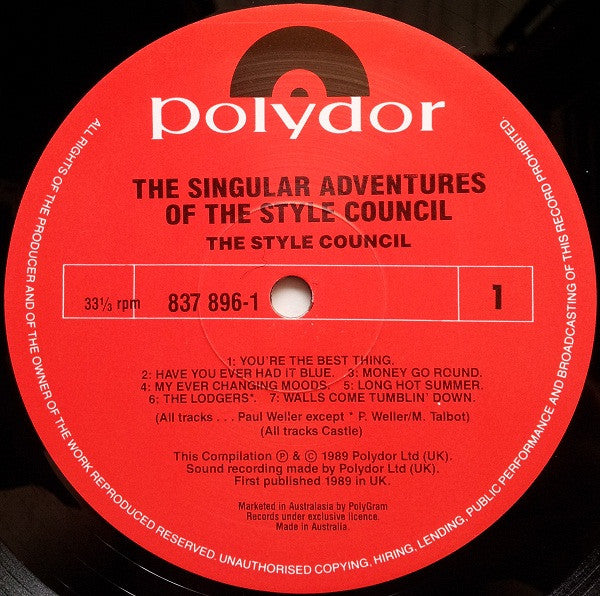 polydor
THE SINGULAR ADVENTURES
OF THE STYLE COUNCIL
THE STYLE COUNCIL
33⅓ rpm
837 896-1
1
1: YOU'RE THE BEST THING.
2: HAVE YOU EVER HAD IT BLUE. 3: MONEY GO ROUND.
4: MY EVER CHANGING MOODS. 5: LONG HOT SUMMER.
6: THE LODGERS*. 7: WALLS COME TUMBLIN' DOWN.
(All tracks . . . Paul Weller except * P. Weller/M. Talbot)
(All tracks Castle)
This Compilation ℗ & © 1989 Polydor Ltd (UK).
Sound recording made by Polydor Ltd (UK).
First published 1989 in UK.
Marketed in Australasia by PolyGram
Records under exclusive licence.
Made in Australia.
ALL RIGHTS OF THE PRODUCER AND OF THE OWNER OF THE WORK REPRODUCED RESERVED. UNAUTHORISED COPYING, HIRING, LENDING, PUBLIC PERFORMANCE AND BROADCASTING OF THIS RECORD PROHIBITED.